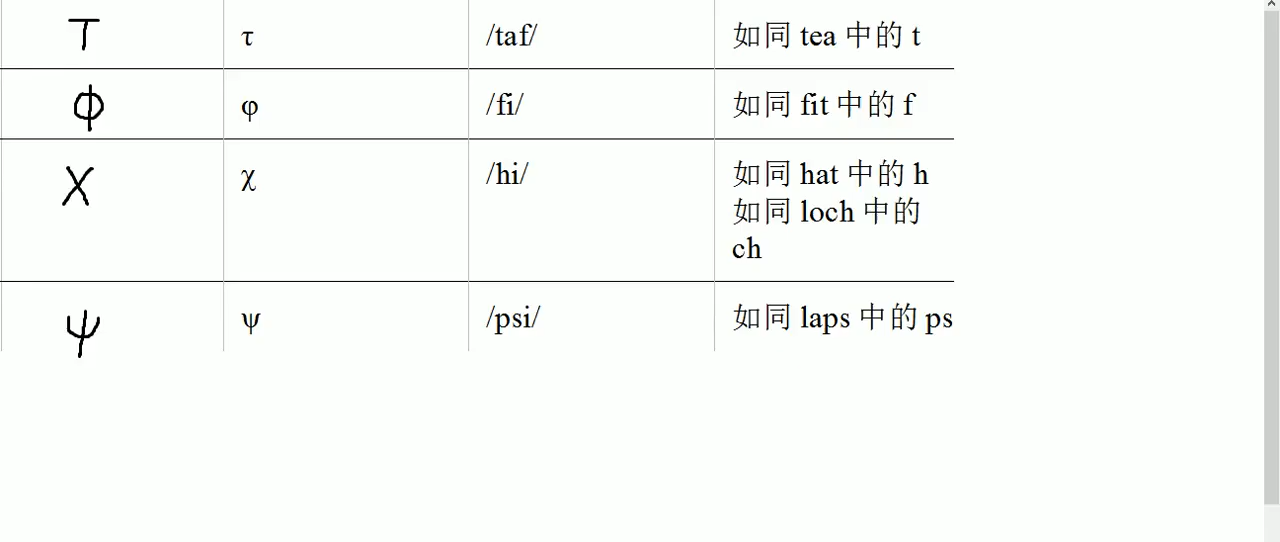 Τ τ /taf/ 如同 tea 中的 t
Φ φ /fi/ 如同 fit 中的 f
Χ χ /hi/ 如同 hat 中的 h
如同 loch 中的
ch
Ψ ψ /psi/ 如同 laps 中的 ps